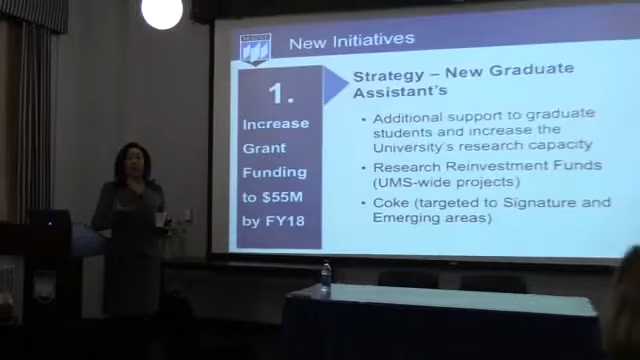 New Initiatives
1.
Increase
Grant
Funding
to $55M
by FY18
Strategy – New Graduate
Assistant's
• Additional support to graduate
students and increase the
University's research capacity
• Research Reinvestment Funds
(UMS-wide projects)
• Coke (targeted to Signature and
Emerging areas)